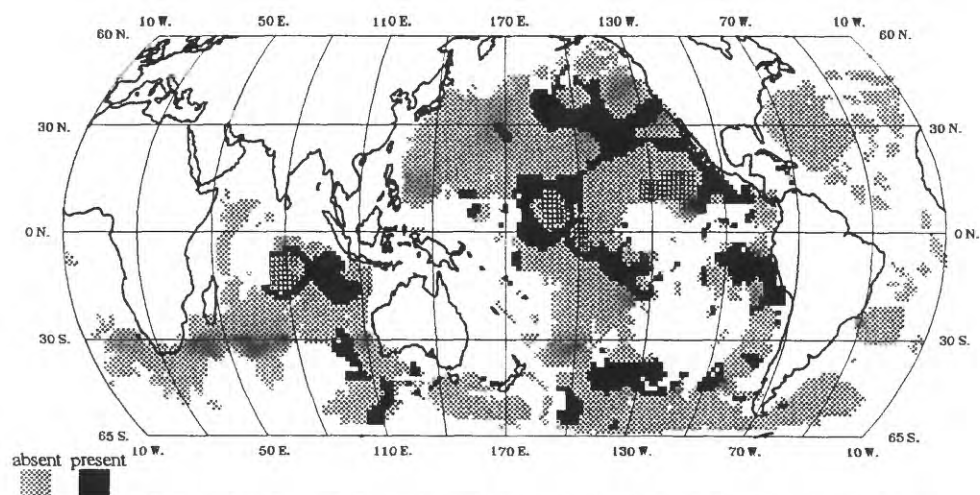 10 W. 50 E. 110 E. 170 E. 130 W. 70 W. 10 W.
60 N. 60 N.
30 N. 30 N.
0 N. 0 N.
30 S. 30 S.
65 S. 65 S.
10 W. 50 E. 110 E. 170 E. 130 W. 70 W. 10 W.
absent present